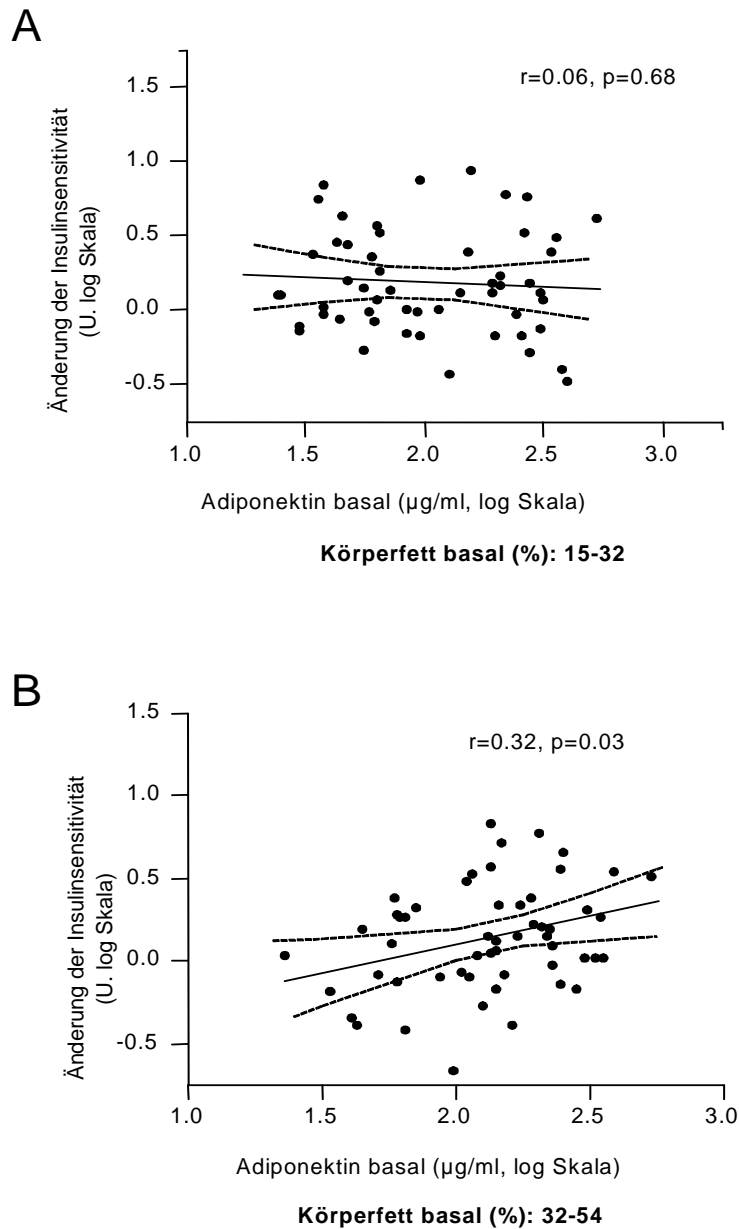 A
r=0.06, p=0.68
Änderung der Insulinsensitivität
(U. log Skala)
1.5
1.0
0.5
0.0
-0.5
1.0 1.5 2.0 2.5 3.0
Adiponektin basal (µg/ml, log Skala)
Körperfett basal (%): 15-32
B
r=0.32, p=0.03
Änderung der Insulinsensitivität
(U. log Skala)
1.5
1.0
0.5
0.0
-0.5
1.0 1.5 2.0 2.5 3.0
Adiponektin basal (µg/ml, log Skala)
Körperfett basal (%): 32-54